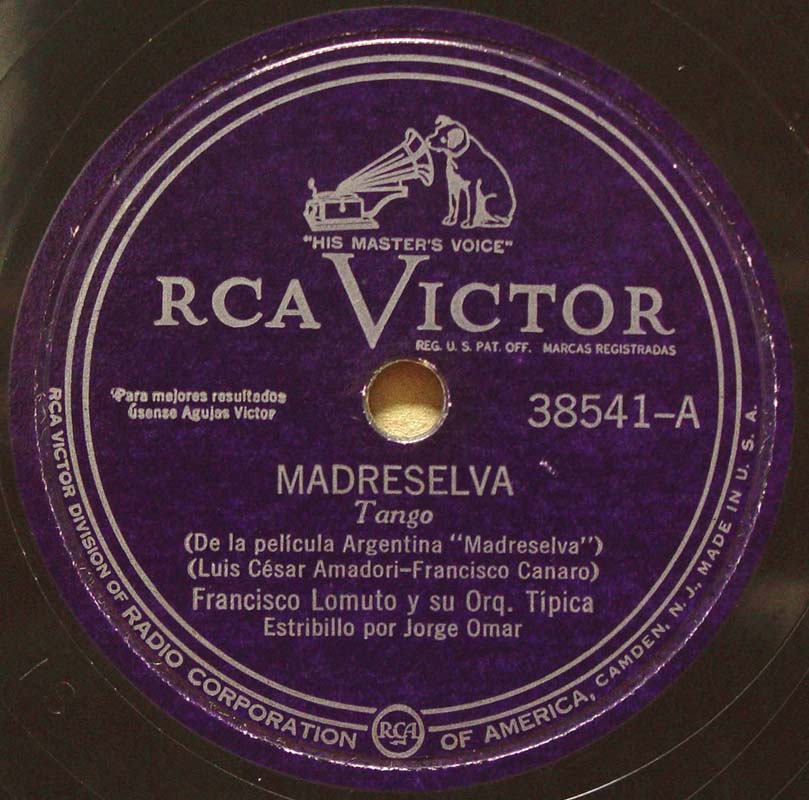 "HIS MASTER'S VOICE"
RCA VICTOR
REG. U. S. PAT. OFF. MARCAS REGISTRADAS
Para mejores resultados
úsense Agujas Victor
38541-A
MADRESELVA
Tango
(De la película Argentina "Madreselva")
(Luis César Amadori-Francisco Canaro)
Francisco Lomuto y su Orq. Típica
Estribillo por Jorge Omar
RCA VICTOR DIVISION OF RADIO CORPORATION OF AMERICA, CAMDEN, N. J., MADE IN U. S. A.
RCA